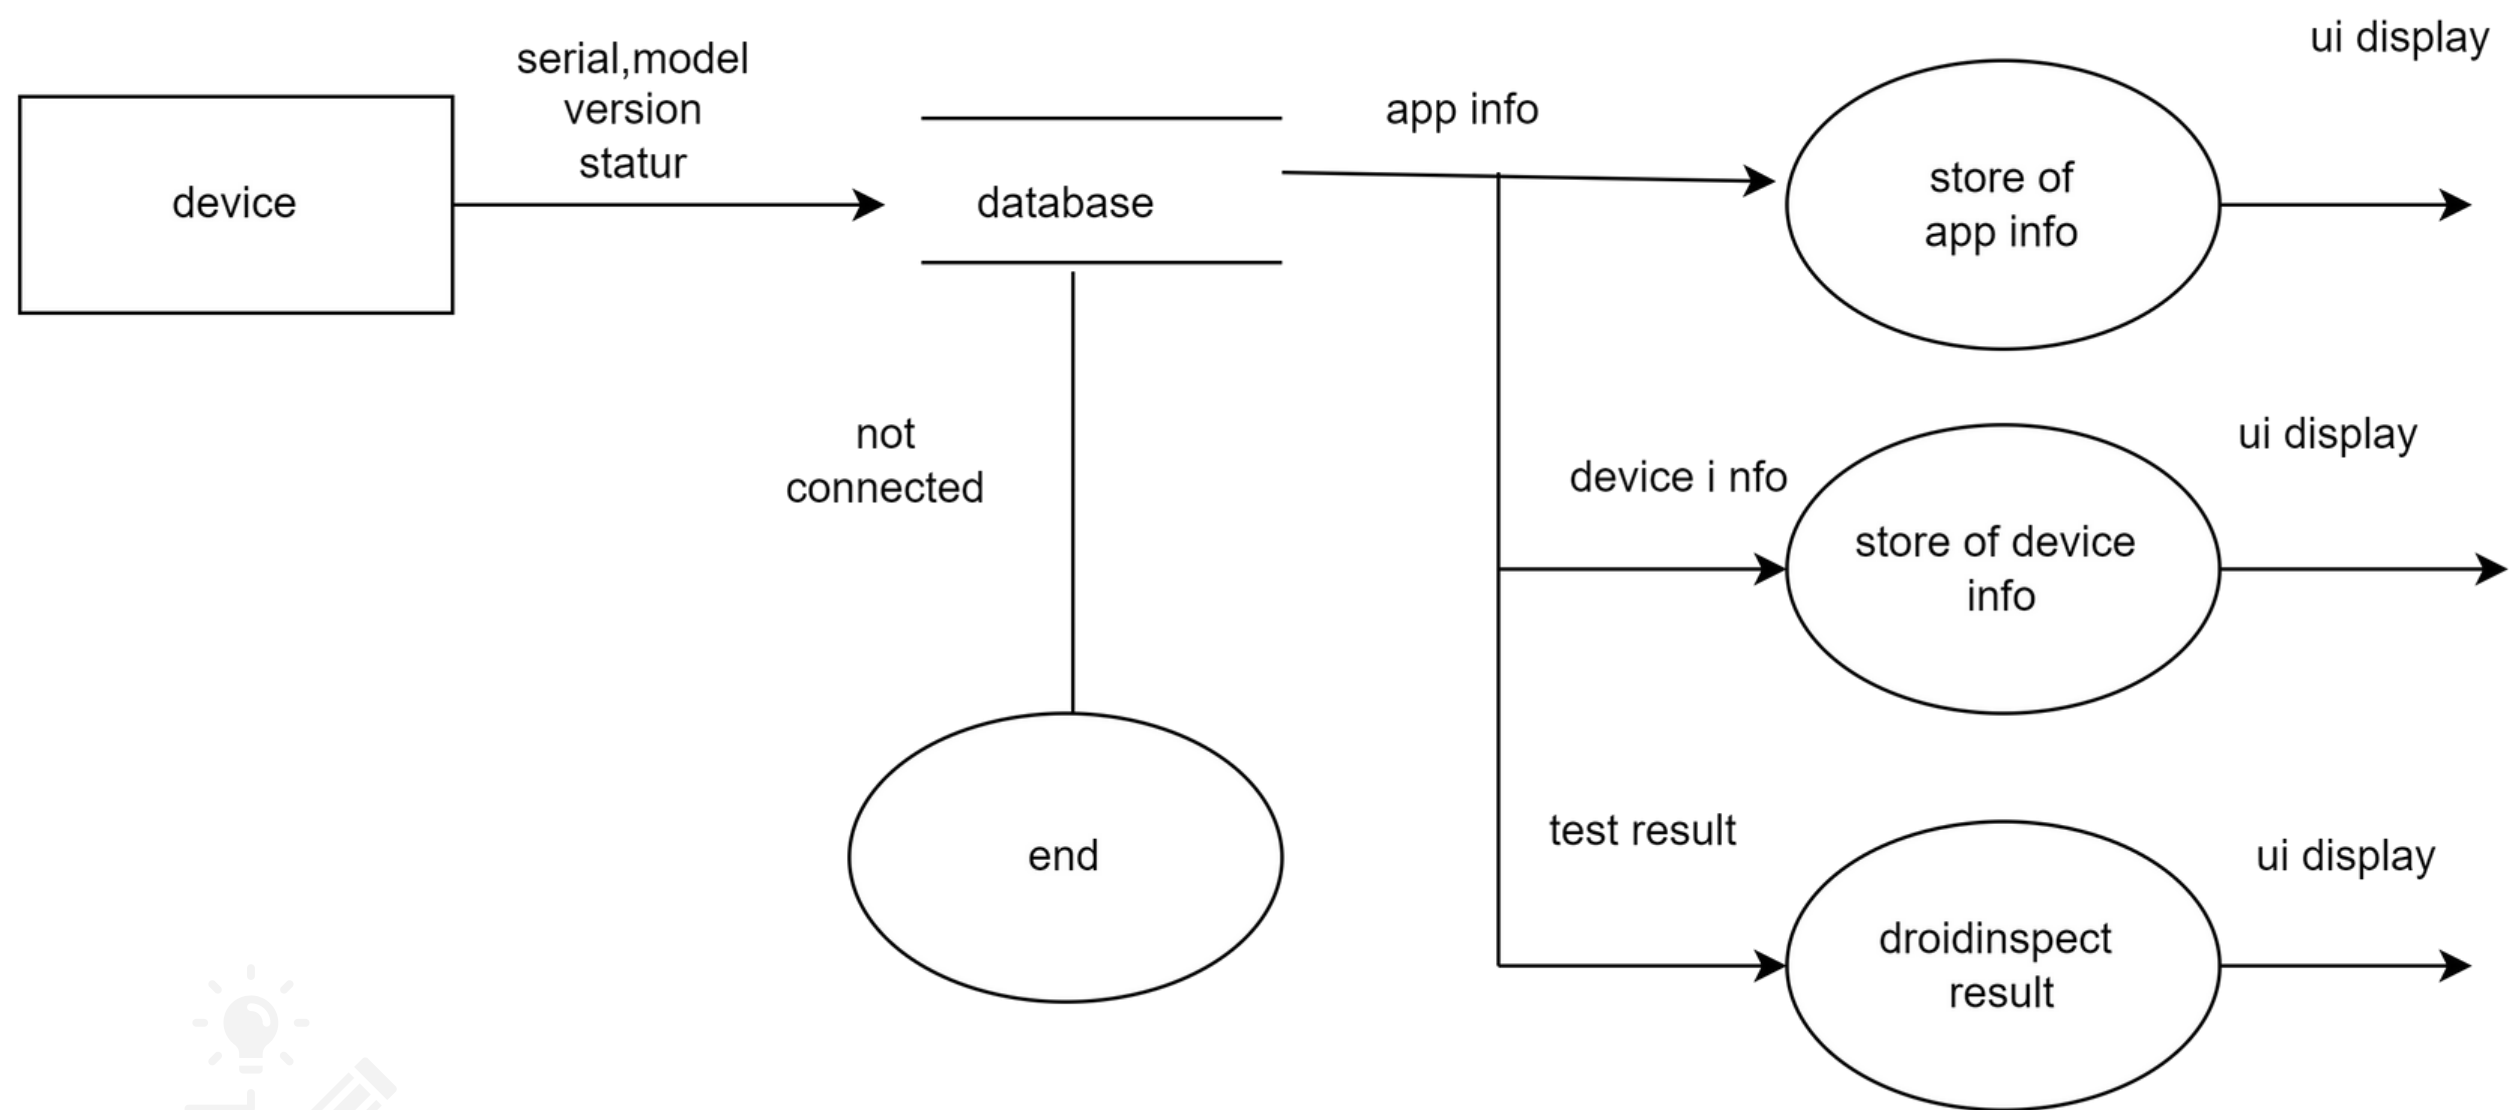 serial,model
version
statur
device
database
app info
store of
app info
ui display
not
connected
device i nfo
store of device
info
ui display
end
test result
droidinspect
result
ui display